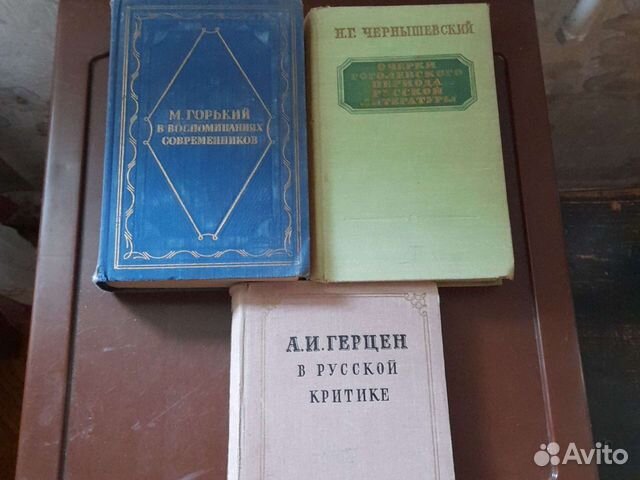 М. ГОРЬКИЙ
В ВОСПОМИНАНИЯХ
СОВРЕМЕННИКОВ
Н.Г. ЧЕРНЫШЕВСКИЙ
ОЧЕРКИ
ГОГОЛЕВСКОГО
ПЕРИОДА
РУССКОЙ
ЛИТЕРАТУРЫ
А.И. ГЕРЦЕН
В РУССКОЙ
КРИТИКЕ
Avito